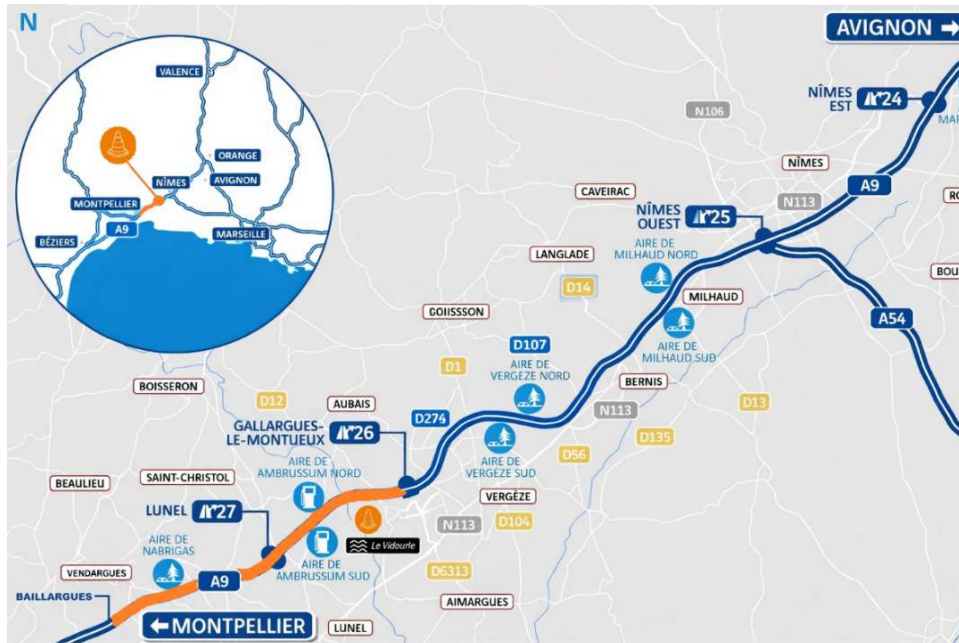 N
AVIGNON
VALENCE
ORANGE
NÎMES
AVIGNON
MONTPELLIER
A9
MARSEILLE
BÉZIERS
NÎMES
EST
24
N106
NÎMES
CAVEIRAC
A9
N113
NÎMES
OUEST
25
AIRE DE
MILHAUD NORD
LANGLADE
D14
MILHAUD
A54
GOIISSSON
D107
AIRE DE
MILHAUD SUD
D1
AIRE DE
VERGEZE NORD
BERNIS
BOISSERON
D12
AUBAIS
D274
N113
D13
GALLARGUES-
LE-MONTUEUX
26
D135
AIRE DE
VERGEZE SUD
D56
AIRE DE
AMBRUSSUM NORD
BEAULIEU
SAINT-CHRISTOL
VERGÈZE
LUNEL
27
N113
D104
Le Vidourle
AIRE DE
NABRIGAS
AIRE DE
AMBRUSSUM SUD
VENDARGUES
A9
D6313
BAILLARGUES
AIMARGUES
MONTPELLIER
LUNEL